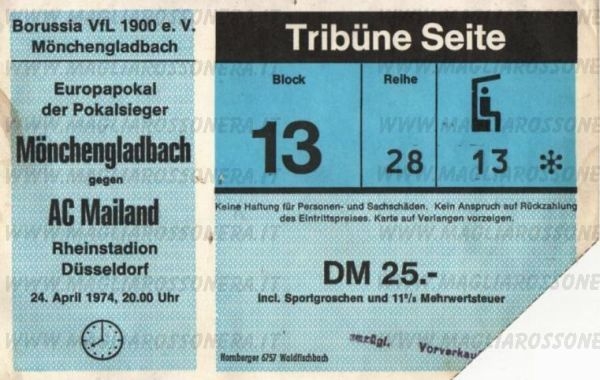 Borussia VfL 1900 e. V.
Mönchengladbach
Europapokal
der Pokalsieger
Mönchengladbach
gegen
AC Mailand
Rheinstadion
Düsseldorf
24. April 1974, 20.00 Uhr
Tribüne Seite
Block
13
Reihe
28
13 *
Keine Haftung für Personen- und Sachschäden. Kein Anspruch auf Rückzahlung
des Eintrittspreises. Karte auf Verlangen vorzeigen.
DM 25.-
incl. Sportgroschen und 11% Mehrwertsteuer
zuzügl. Vorverkauf
Homberger 6757 Waldfischbach
WWW.MAGLIAROSSONERA.IT